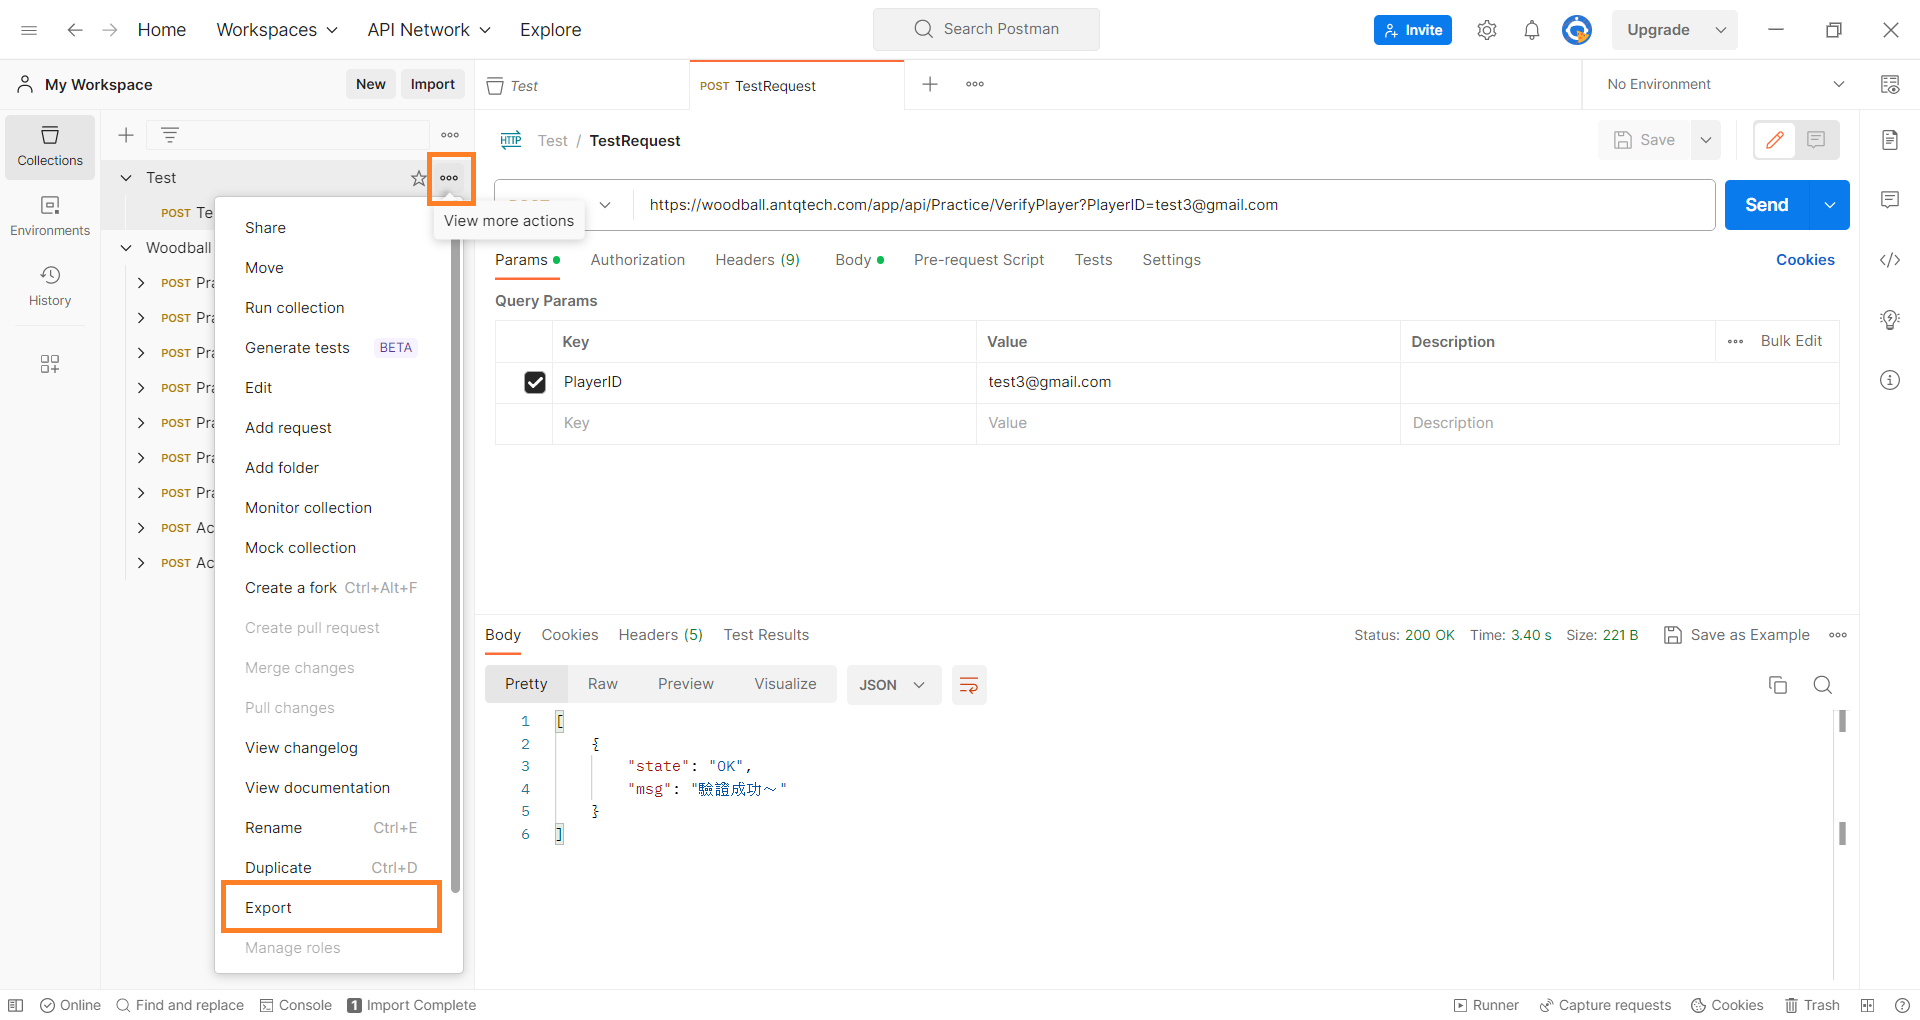 Home Workspaces API Network Explore Search Postman Invite Upgrade
My Workspace New Import Test POST TestRequest No Environment
Collections
Environments
History
Test
POST Te
Woodball
POST Pra
POST Pra
POST Pra
POST Pra
POST Pra
POST Pra
POST Pra
POST Ac
POST Ac
Share
Move
Run collection
Generate tests BETA
Edit
Add request
Add folder
Monitor collection
Mock collection
Create a fork Ctrl+Alt+F
Create pull request
Merge changes
Pull changes
View changelog
View documentation
Rename Ctrl+E
Duplicate Ctrl+D
Export
Manage roles
View more actions
HTTP Test / TestRequest Save
https://woodball.antqtech.com/app/api/Practice/VerifyPlayer?PlayerID=test3@gmail.com Send
Params Authorization Headers (9) Body Pre-request Script Tests Settings Cookies
Query Params
Key Value Description Bulk Edit
PlayerID test3@gmail.com
Key Value Description
Body Cookies Headers (5) Test Results Status: 200 OK Time: 3.40 s Size: 221 B Save as Example
Pretty Raw Preview Visualize JSON
1 [
2 {
3 "state": "OK",
4 "msg": "驗證成功～"
5 }
6 ]
Online Find and replace Console 1 Import Complete Runner Capture requests Cookies Trash